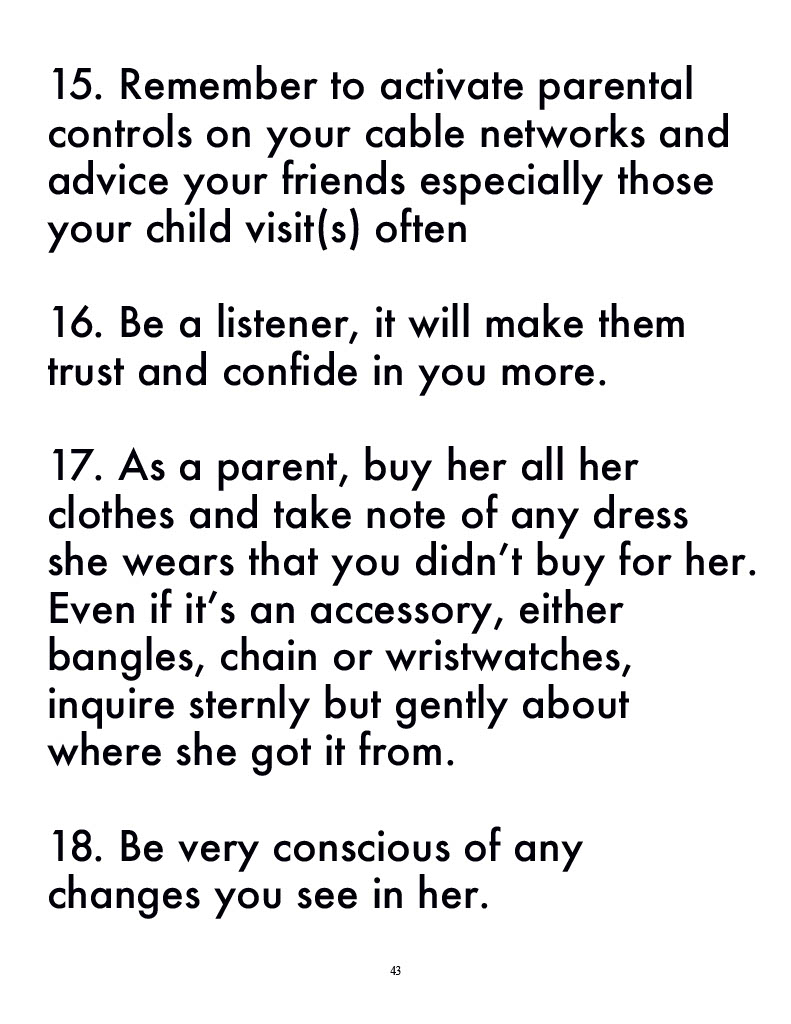 15. Remember to activate parental
controls on your cable networks and
advice your friends especially those
your child visit(s) often
16. Be a listener, it will make them
trust and confide in you more.
17. As a parent, buy her all her
clothes and take note of any dress
she wears that you didn’t buy for her.
Even if it’s an accessory, either
bangles, chain or wristwatches,
inquire sternly but gently about
where she got it from.
18. Be very conscious of any
changes you see in her.
43